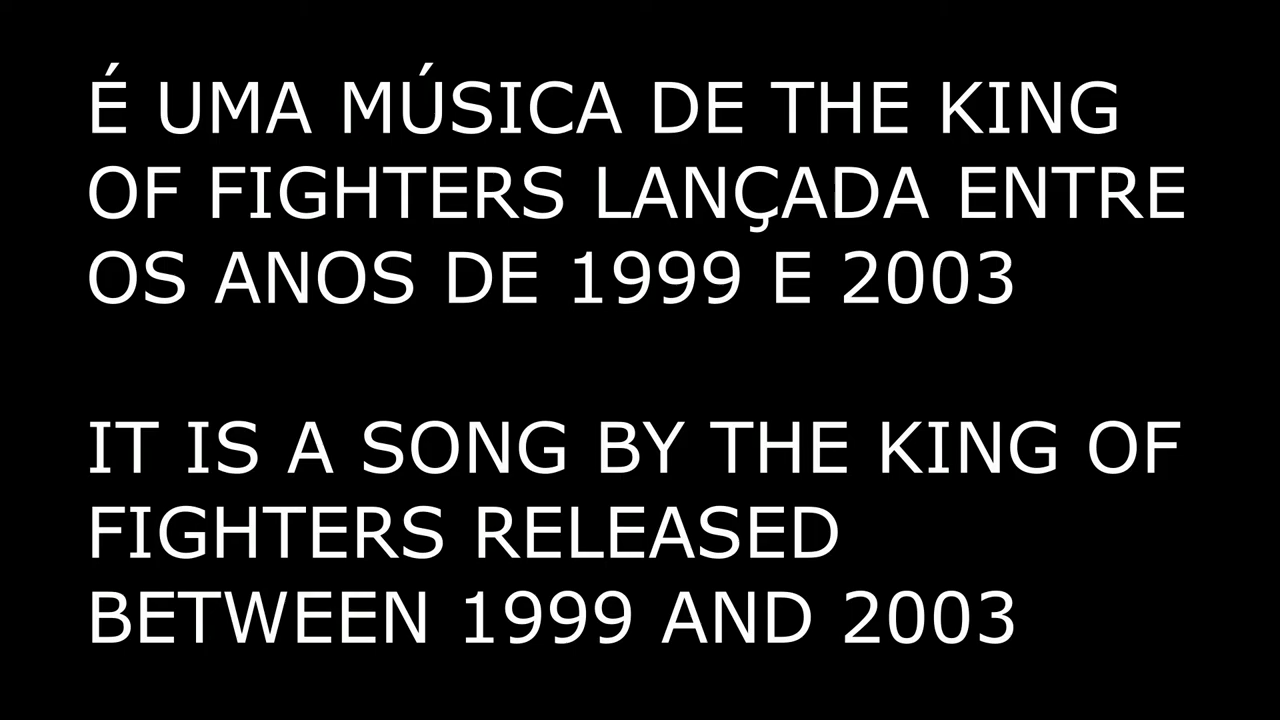 É UMA MÚSICA DE THE KING
OF FIGHTERS LANÇADA ENTRE
OS ANOS DE 1999 E 2003
IT IS A SONG BY THE KING OF
FIGHTERS RELEASED
BETWEEN 1999 AND 2003